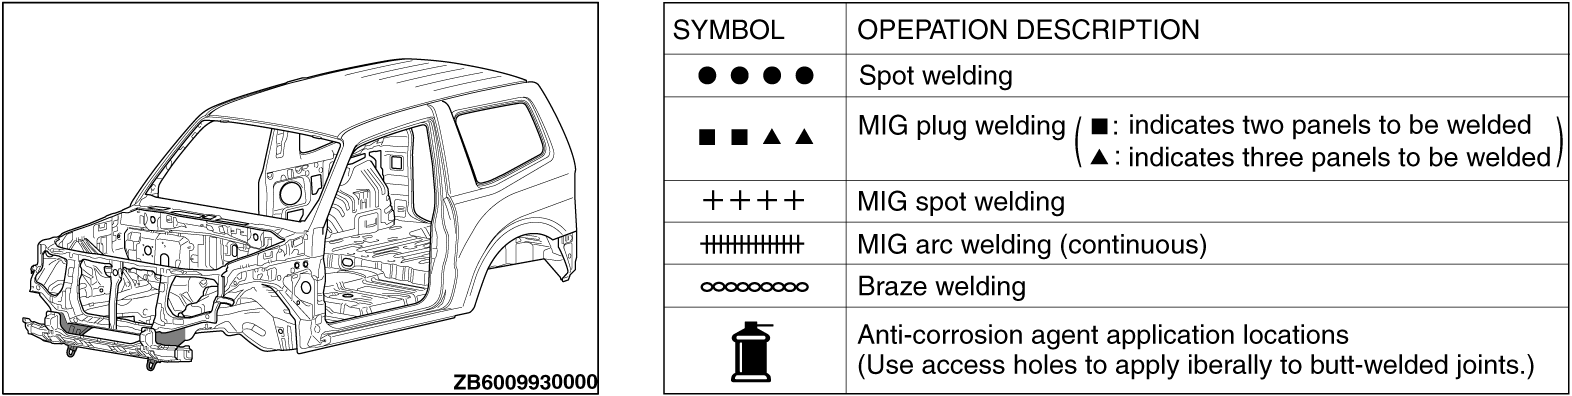 ZB6009930000
SYMBOL OPEPATION DESCRIPTION
Spot welding
MIG plug welding ( ■: indicates two panels to be welded
▲: indicates three panels to be welded )
MIG spot welding
MIG arc welding (continuous)
Braze welding
Anti-corrosion agent application locations
(Use access holes to apply iberally to butt-welded joints.)